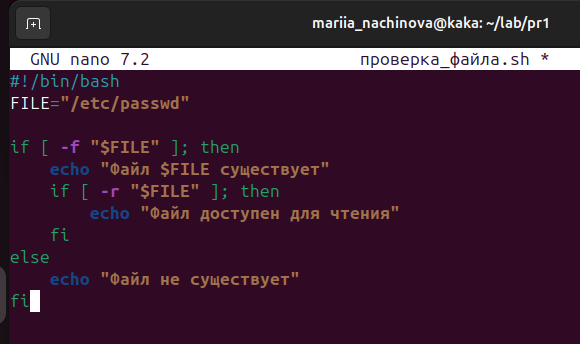 mariia_nachinova@kaka: ~/lab/pr1
GNU nano 7.2 проверка_файла.sh *
#!/bin/bash
FILE="/etc/passwd"
if [ -f "$FILE" ]; then
    echo "Файл $FILE существует"
    if [ -r "$FILE" ]; then
        echo "Файл доступен для чтения"
    fi
else
    echo "Файл не существует"
fi